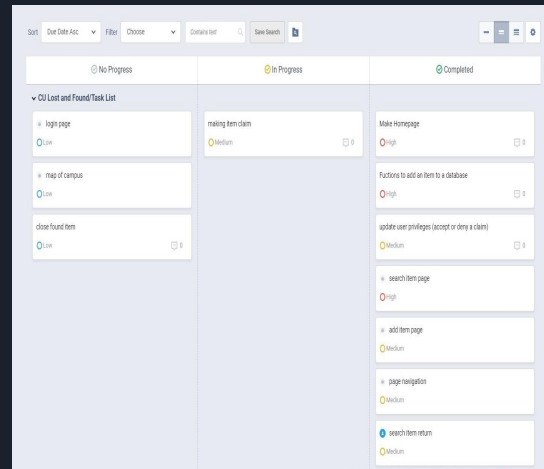 Sort Due Date Asc Filter Choose Contains text Save Search
No Progress In Progress Completed
CU Lost and Found/Task List
login page
Low
map of campus
Low
close found item
Low 0
making item claim
Medium 0
Make Homepage
High 0
Fuctions to add an item to a database
High 0
update user privileges (accept or deny a claim)
Medium 0
search item page
High
add item page
Medium
page navigation
Medium
search item return
Medium